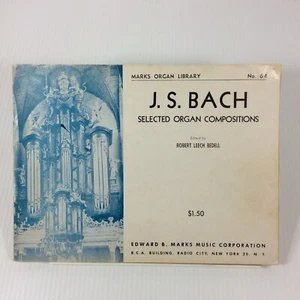 MARKS ORGAN LIBRARY No.
J. S. BACH
SELECTED ORGAN COMPOSITIONS
Edited by
ROBERT LEECH BEDELL
$1.50
EDWARD B. MARKS MUSIC CORPORATION
R.C.A. BUILDING, RADIO CITY, NEW YORK 20, N. Y.